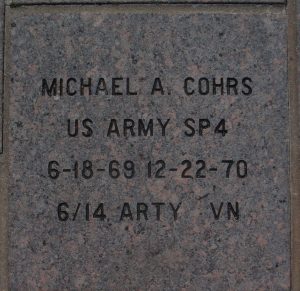 MICHAEL A. COHRS
US ARMY SP4
6-18-69 12-22-70
6/14 ARTY VN